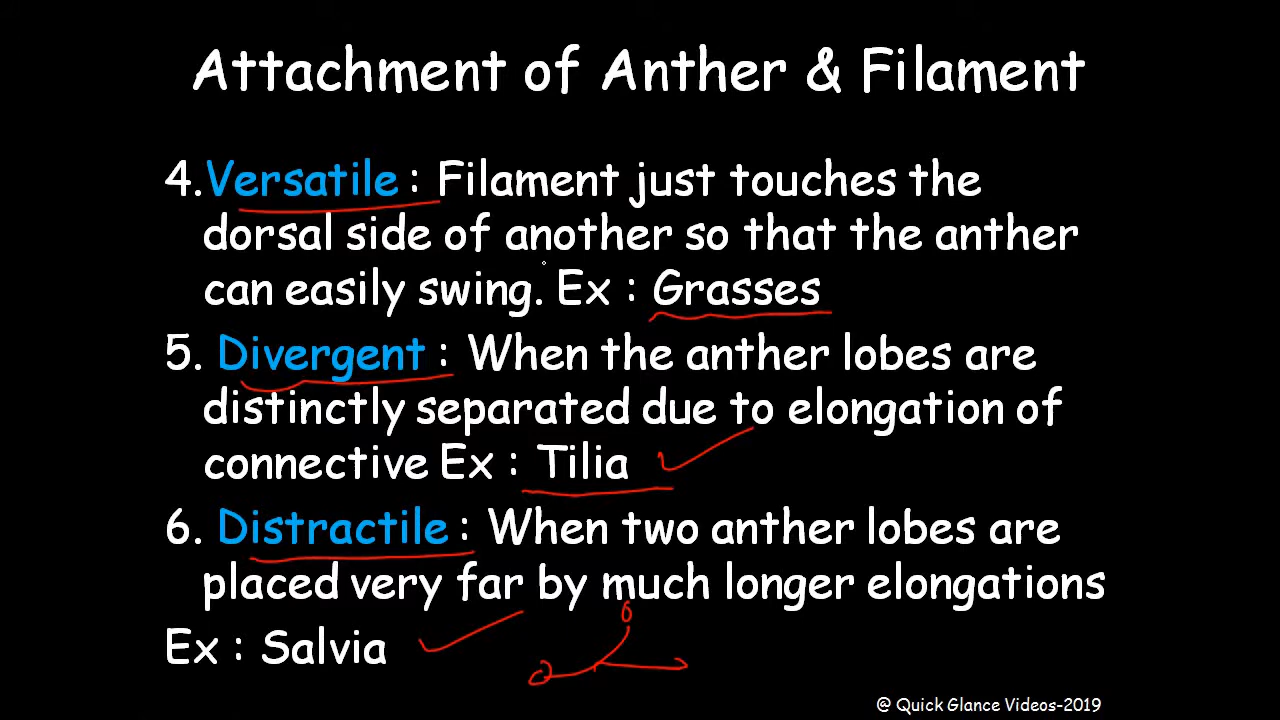 Attachment of Anther & Filament
4.Versatile : Filament just touches the
dorsal side of another so that the anther
can easily swing. Ex : Grasses
5. Divergent : When the anther lobes are
distinctly separated due to elongation of
connective Ex : Tilia
6. Distractile : When two anther lobes are
placed very far by much longer elongations
Ex : Salvia
@ Quick Glance Videos-2019